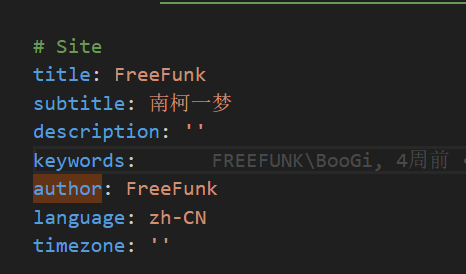 # Site
title: FreeFunk
subtitle: 南柯一梦
description: ''
keywords: FREEFUNK\BooGi, 4周前 •
author: FreeFunk
language: zh-CN
timezone: ''